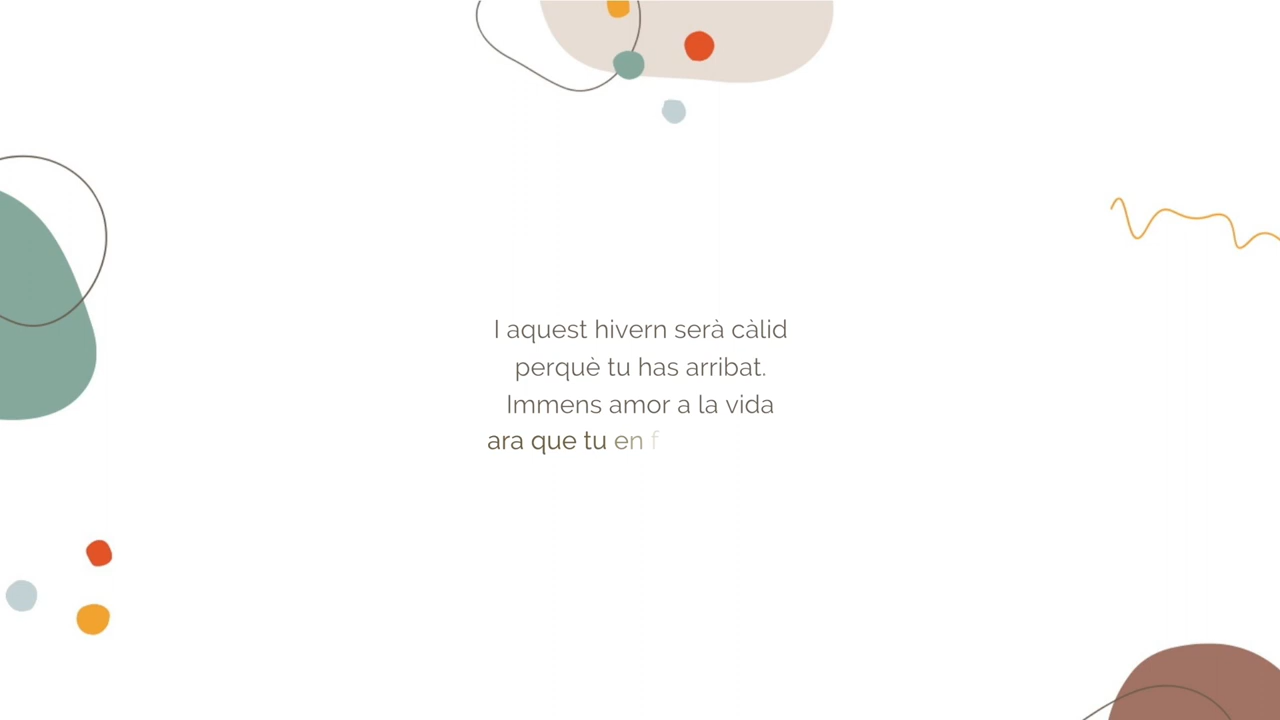 I aquest hivern serà càlid
perquè tu has arribat.
Immens amor a la vida
ara que tu en f